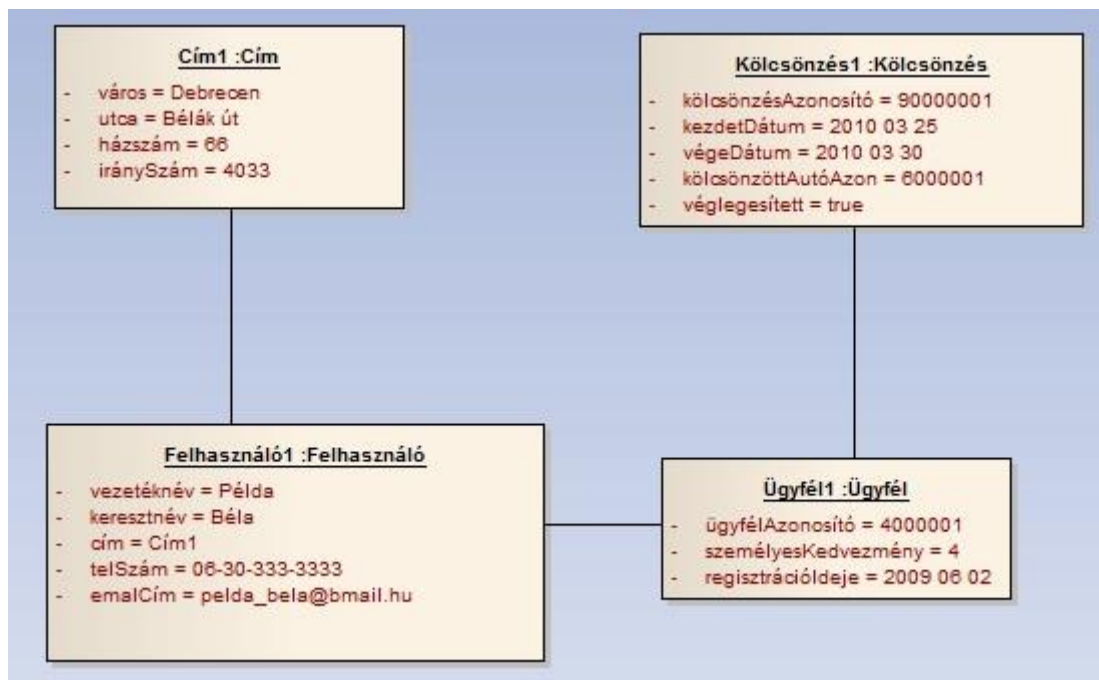 Cím1 :Cím
- város = Debrecen
- utca = Bélák út
- házszám = 66
- iránySzám = 4033
Kölcsönzés1 :Kölcsönzés
- kölcsönzésAzonosító = 90000001
- kezdetDátum = 2010 03 25
- végeDátum = 2010 03 30
- kölcsönzöttAutóAzon = 6000001
- véglegesített = true
Felhasználó1 :Felhasználó
- vezetéknév = Példa
- keresztnév = Béla
- cím = Cím1
- telSzám = 06-30-333-3333
- emalCím = pelda_bela@bmail.hu
Ügyfél1 :Ügyfél
- ügyfélAzonosító = 4000001
- személyesKedvezmény = 4
- regisztrációIdeje = 2009 06 02